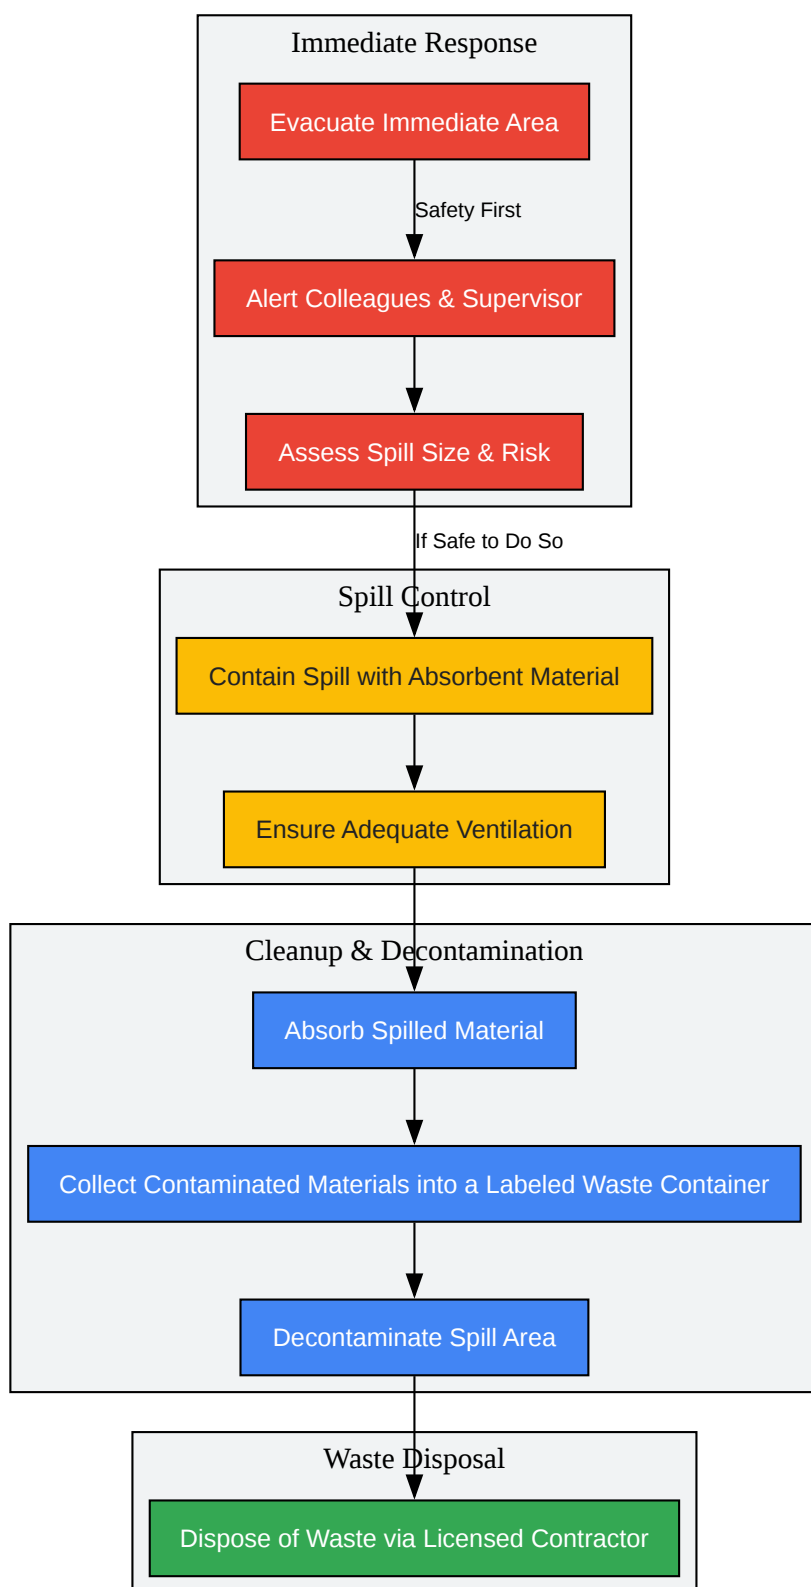 Immediate Response
Evacuate Immediate Area
Safety First
Alert Colleagues & Supervisor
Assess Spill Size & Risk
If Safe to Do So
Spill Control
Contain Spill with Absorbent Material
Ensure Adequate Ventilation
Cleanup & Decontamination
Absorb Spilled Material
Collect Contaminated Materials into a Labeled Waste Container
Decontaminate Spill Area
Waste Disposal
Dispose of Waste via Licensed Contractor